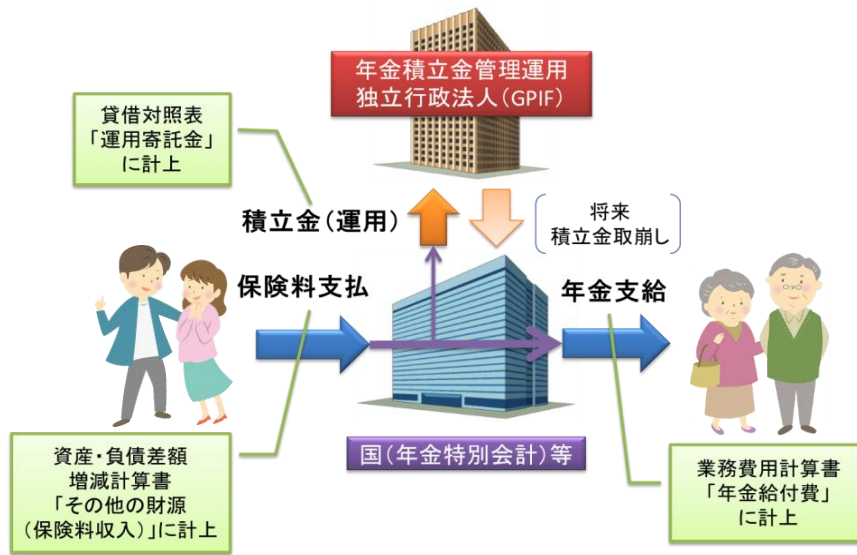 年金積立金管理運用
独立行政法人(GPIF)
貸借対照表
「運用寄託金」
に計上
積立金(運用)
将来
積立金取崩し
保険料支払
年金支給
国(年金特別会計)等
資産・負債差額
増減計算書
「その他の財源
(保険料収入)」に計上
業務費用計算書
「年金給付費」
に計上